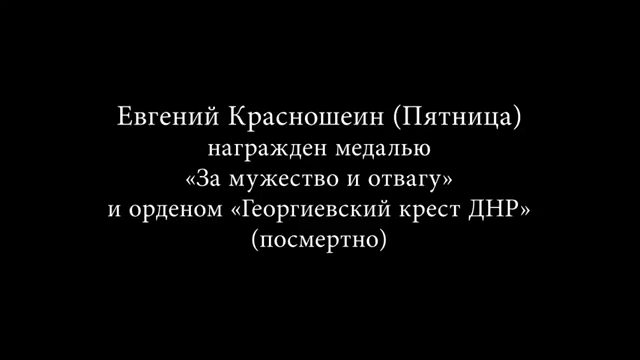 Евгений Красношеин (Пятница)
награжден медалью
«За мужество и отвагу»
и орденом «Георгиевский крест ДНР»
(посмертно)